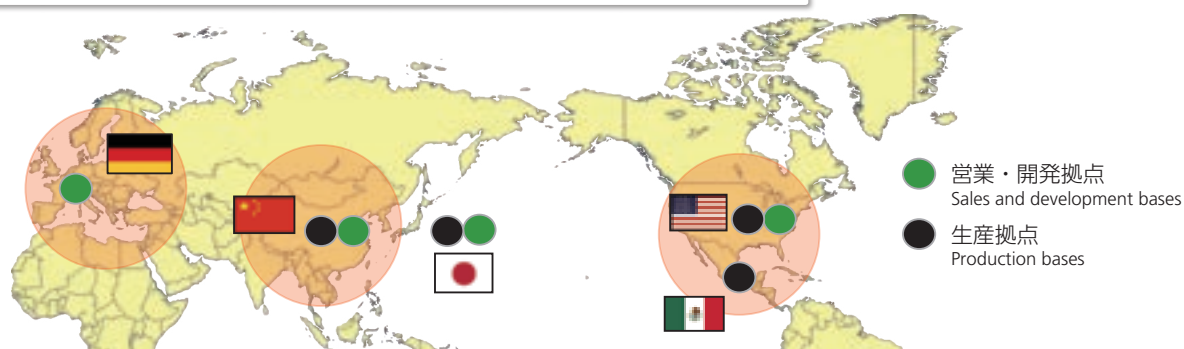 営業・開発拠点
Sales and development bases
生産拠点
Production bases